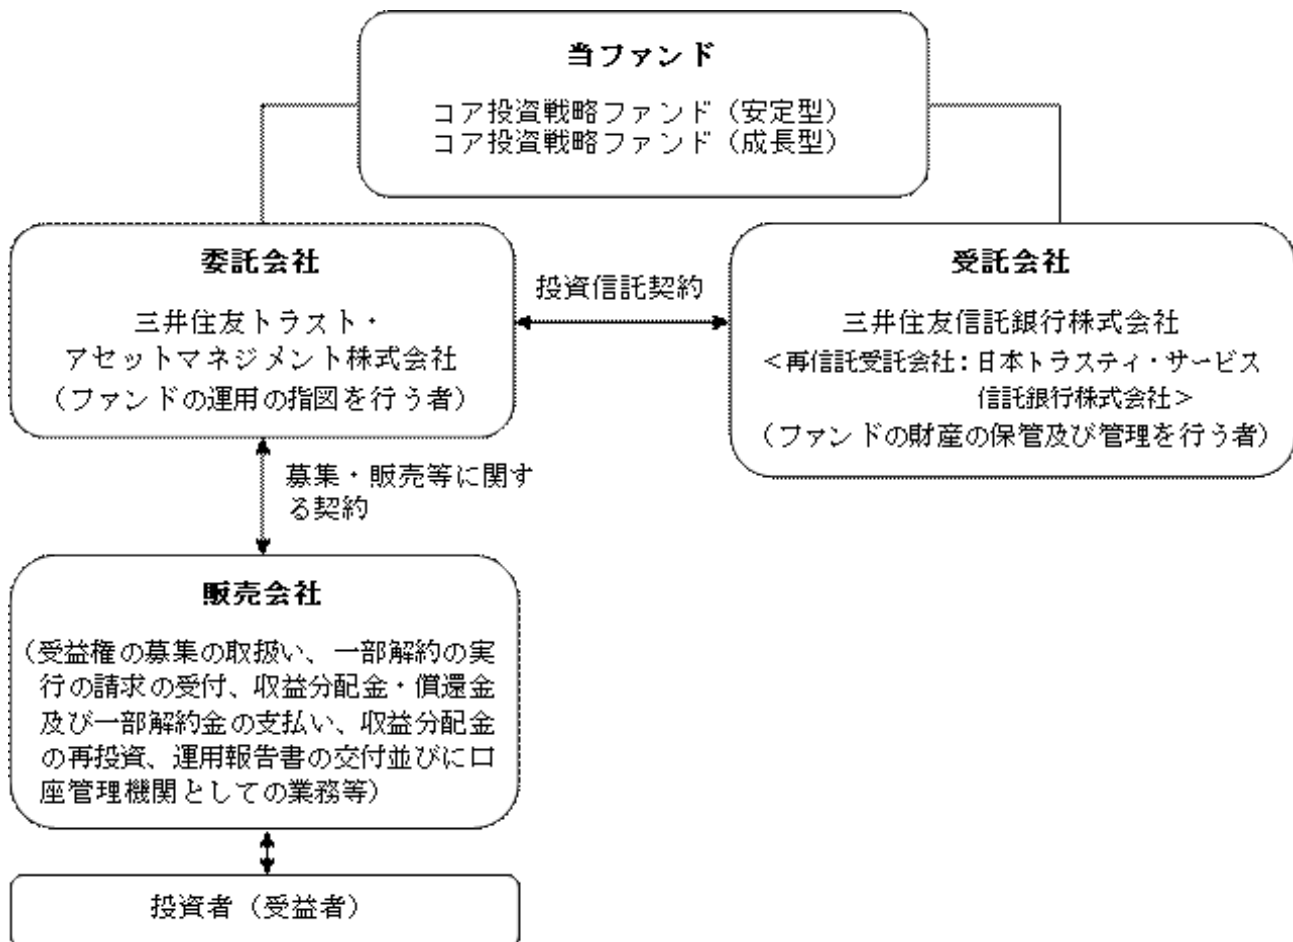 当ファンド
コア投資戦略ファンド（安定型）
コア投資戦略ファンド（成長型）
委託会社
三井住友トラスト・
アセットマネジメント株式会社
（ファンドの運用の指図を行う者）
投資信託契約
受託会社
三井住友信託銀行株式会社
＜再信託受託会社：日本トラスティ・サービス
信託銀行株式会社＞
（ファンドの財産の保管及び管理を行う者）
募集・販売等に関す
る契約
販売会社
（受益権の募集の取扱い、一部解約の実
行の請求の受付、収益分配金・償還金
及び一部解約金の支払い、収益分配金
の再投資、運用報告書の交付並びに口
座管理機関としての業務等）
投資者（受益者）